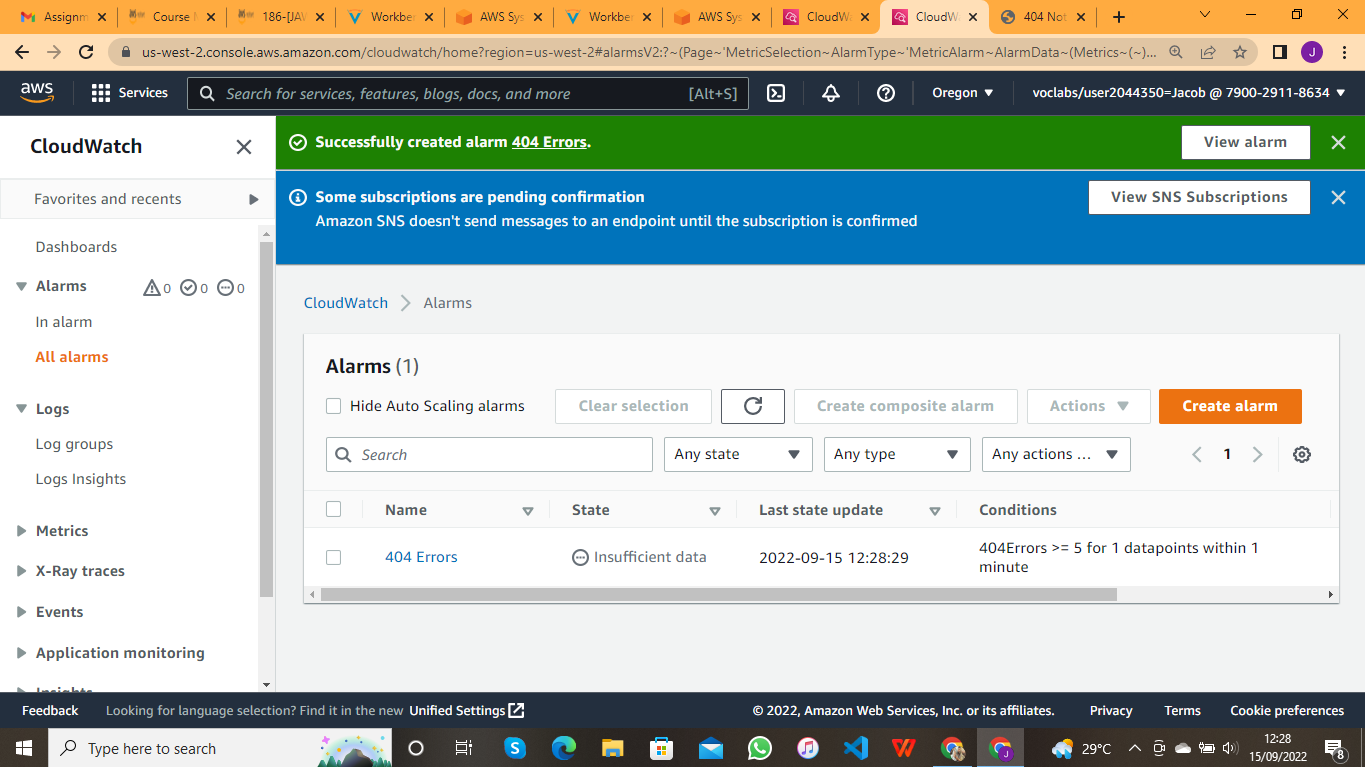 Assignm
Course
186-[JAV
Workben
AWS Sys
Workben
AWS Sys
CloudWa
CloudWa
404 Not
us-west-2.console.aws.amazon.com/cloudwatch/home?region=us-west-2#alarmsV2:?~(Page~'MetricSelection~AlarmType~'MetricAlarm~AlarmData~(Metrics~(~)...
J
aws
Services
Search for services, features, blogs, docs, and more
[Alt+S]
Oregon
voclabs/user2044350=Jacob @ 7900-2911-8634
CloudWatch
Favorites and recents
Dashboards
Alarms
0
0
0
In alarm
All alarms
Logs
Log groups
Logs Insights
Metrics
X-Ray traces
Events
Application monitoring
Insights
Successfully created alarm 404 Errors.
View alarm
Some subscriptions are pending confirmation
Amazon SNS doesn't send messages to an endpoint until the subscription is confirmed
View SNS Subscriptions
CloudWatch
Alarms
Alarms (1)
Hide Auto Scaling alarms
Clear selection
Create composite alarm
Actions
Create alarm
Search
Any state
Any type
Any actions ...
1
Name
State
Last state update
Conditions
404 Errors
Insufficient data
2022-09-15 12:28:29
404Errors >= 5 for 1 datapoints within 1
minute
Feedback
Looking for language selection? Find it in the new Unified Settings
© 2022, Amazon Web Services, Inc. or its affiliates.
Privacy
Terms
Cookie preferences
Type here to search
29°C
12:28
15/09/2022
8